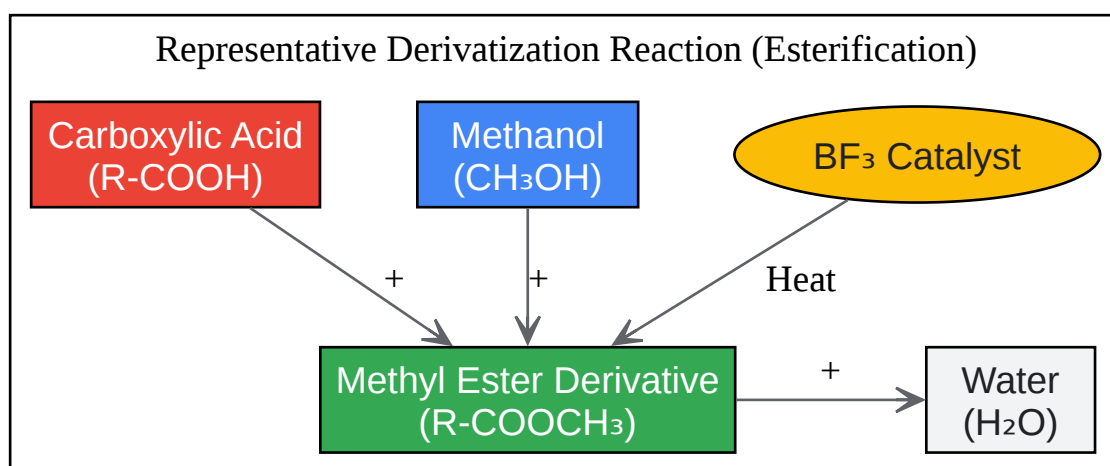 Representative Derivatization Reaction (Esterification)
Carboxylic Acid
(R-COOH)
Methanol
(CH₃OH)
BF₃ Catalyst
+
+
Heat
Methyl Ester Derivative
(R-COOCH₃)
+
Water
(H₂O)